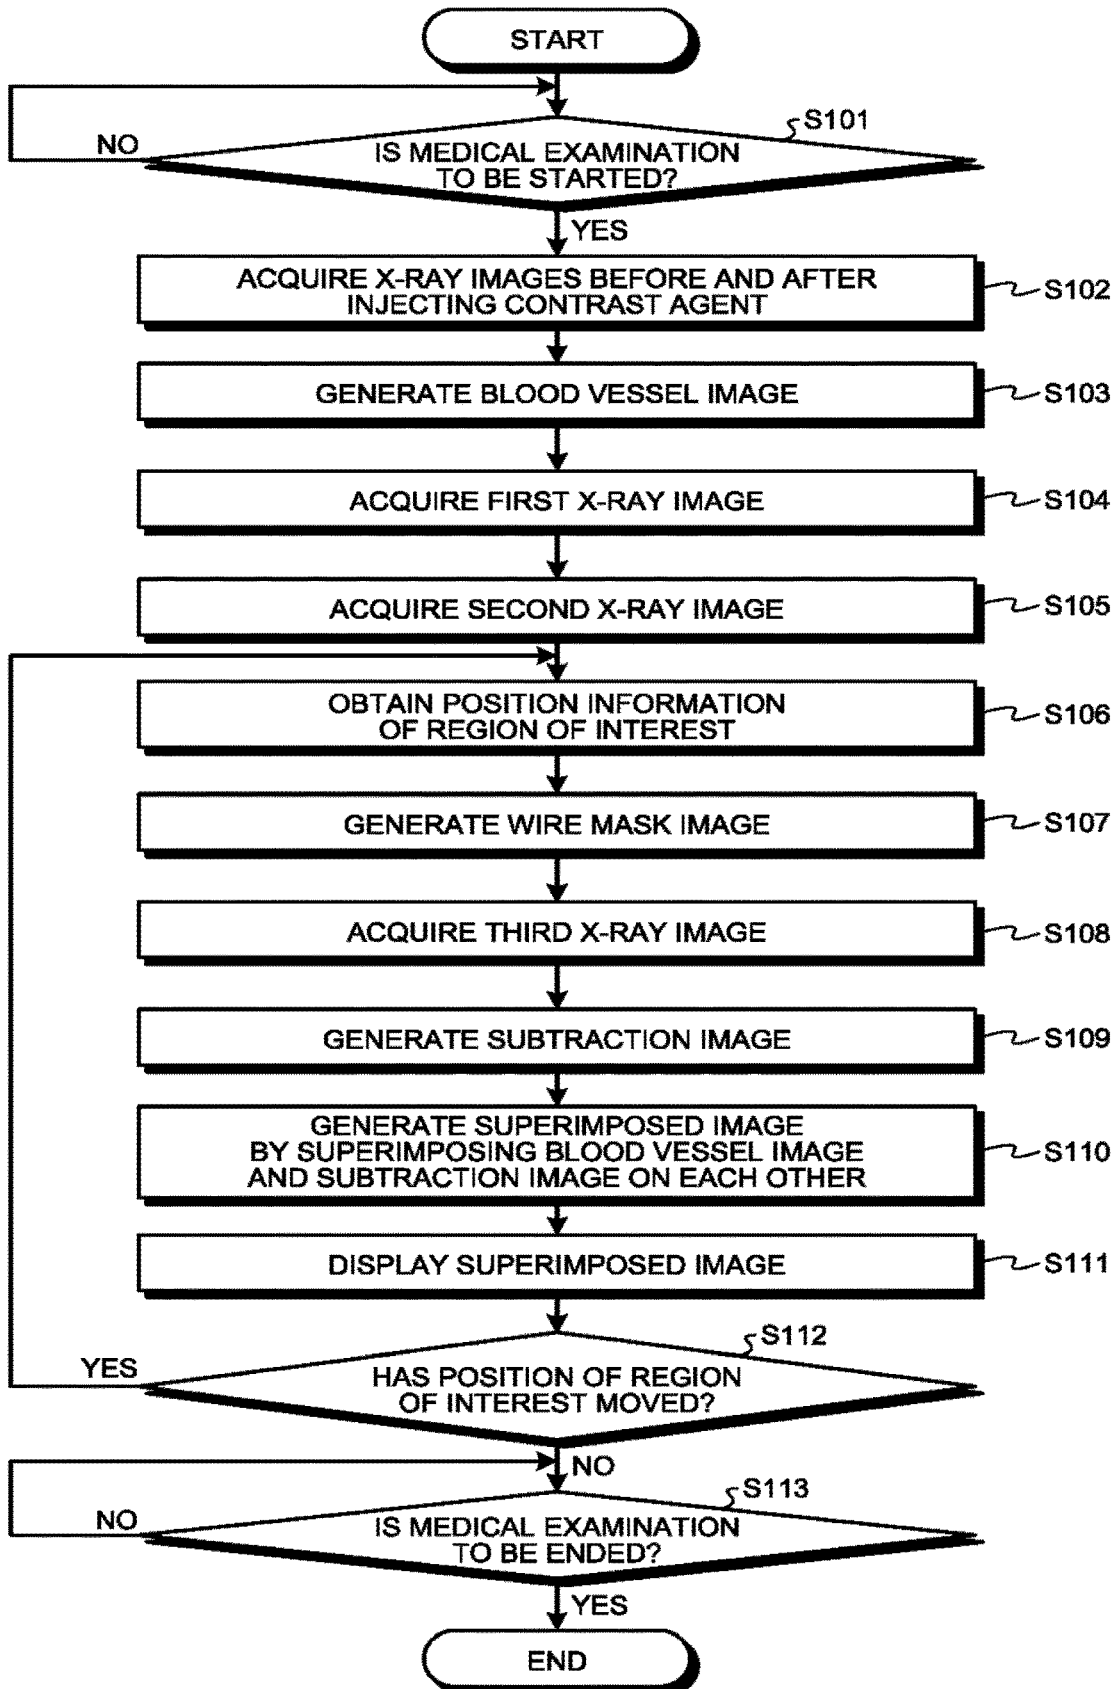 START
S101
NO
IS MEDICAL EXAMINATION
TO BE STARTED?
YES
ACQUIRE X-RAY IMAGES BEFORE AND AFTER
INJECTING CONTRAST AGENT
S102
GENERATE BLOOD VESSEL IMAGE
S103
ACQUIRE FIRST X-RAY IMAGE
S104
ACQUIRE SECOND X-RAY IMAGE
S105
OBTAIN POSITION INFORMATION
OF REGION OF INTEREST
S106
GENERATE WIRE MASK IMAGE
S107
ACQUIRE THIRD X-RAY IMAGE
S108
GENERATE SUBTRACTION IMAGE
S109
GENERATE SUPERIMPOSED IMAGE
BY SUPERIMPOSING BLOOD VESSEL IMAGE
AND SUBTRACTION IMAGE ON EACH OTHER
S110
DISPLAY SUPERIMPOSED IMAGE
S111
S112
YES
HAS POSITION OF REGION
OF INTEREST MOVED?
NO
S113
NO
IS MEDICAL EXAMINATION
TO BE ENDED?
YES
END